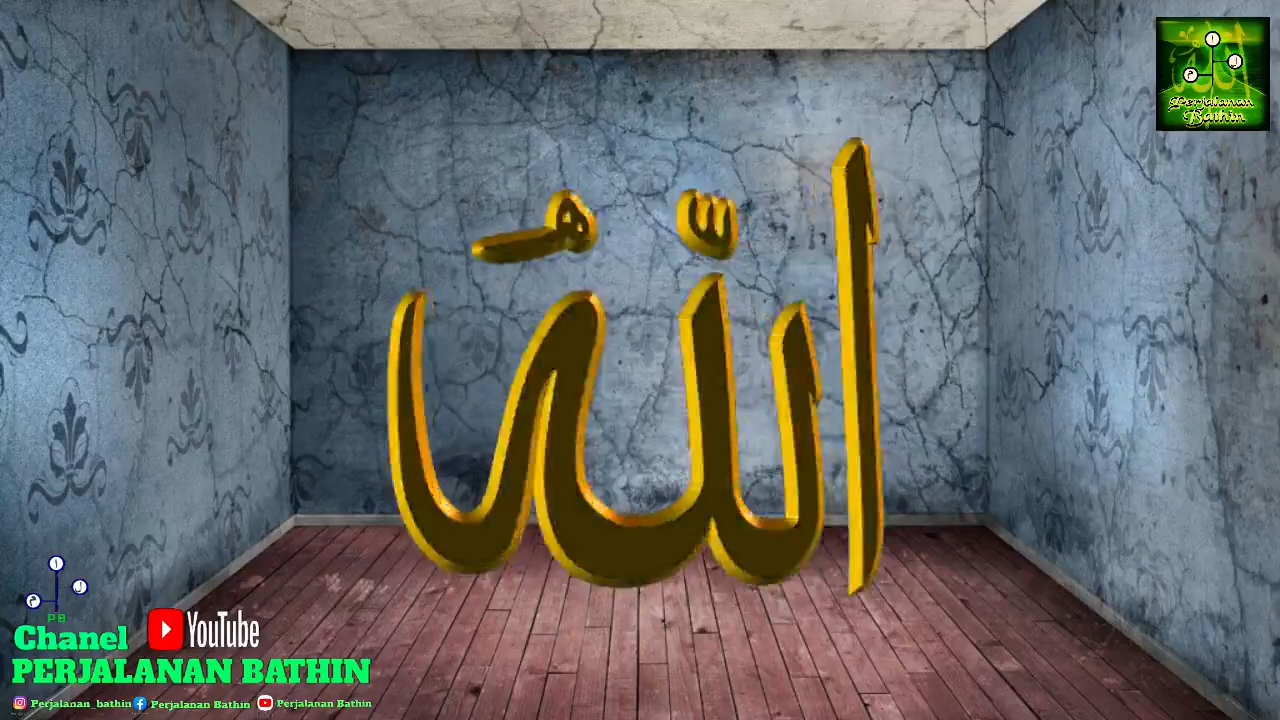 ا
ل
م
Perjalanan
Bathin
الله
ا
ل
م
PB
Chanel YouTube
PERJALANAN BATHIN
Perjalanan_bathin Perjalanan Bathin Perjalanan Bathin